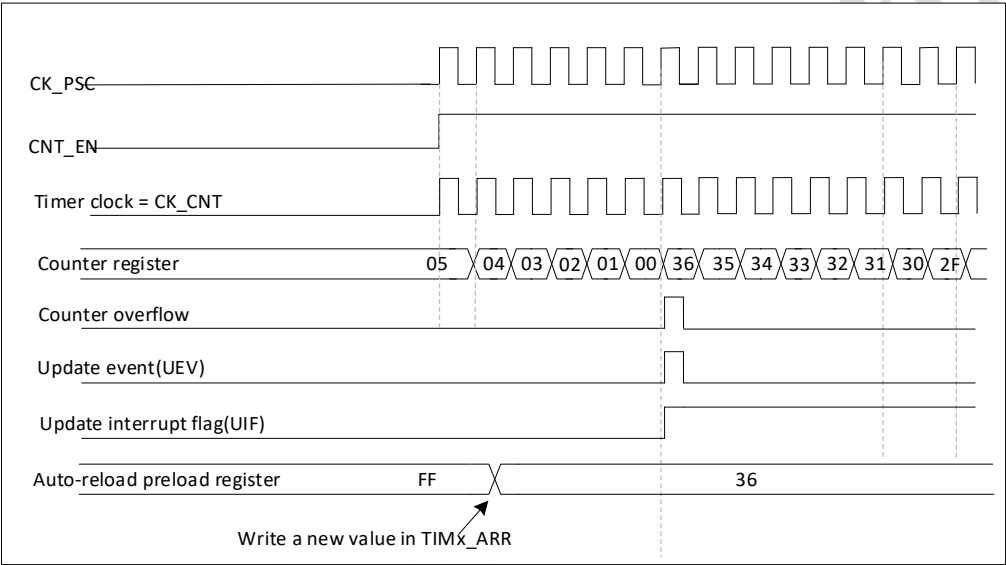 CK_PSC
CNT_EN
Timer clock = CK_CNT
Counter register 05 04 03 02 01 00 36 35 34 33 32 31 30 2F
Counter overflow
Update event(UEV)
Update interrupt flag(UIF)
Auto-reload preload register FF 36
Write a new value in TIMx_ARR